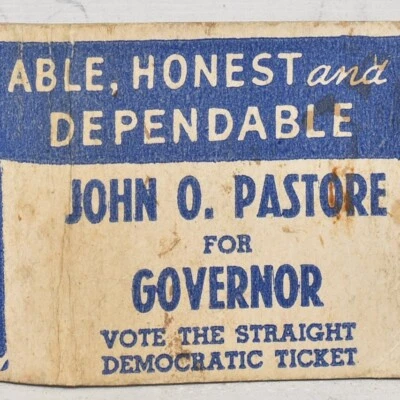 ABLE, HONEST and
DEPENDABLE
JOHN O. PASTORE
FOR
GOVERNOR
VOTE THE STRAIGHT
DEMOCRATIC TICKET